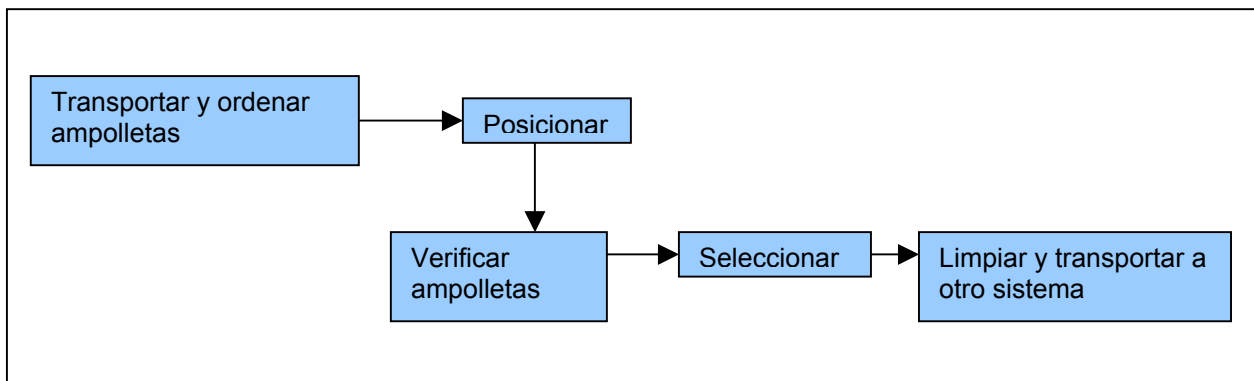 Transportar y ordenar
ampolletas
Posicionar
Verificar
ampolletas
Seleccionar
Limpiar y transportar a
otro sistema